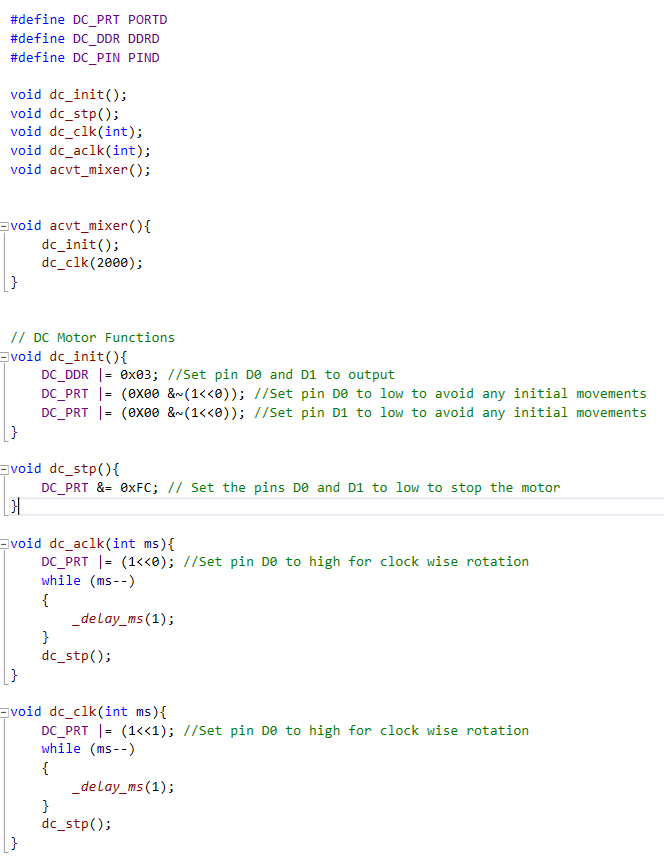 #define DC_PRT PORTD
#define DC_DDR DDRD
#define DC_PIN PIND
void dc_init();
void dc_stp();
void dc_clk(int);
void dc_aclk(int);
void acvt_mixer();
void acvt_mixer(){
    dc_init();
    dc_clk(2000);
}
// DC Motor Functions
void dc_init(){
    DC_DDR |= 0x03; //Set pin D0 and D1 to output
    DC_PRT |= (0X00 &~(1<<0)); //Set pin D0 to low to avoid any initial movements
    DC_PRT |= (0X00 &~(1<<0)); //Set pin D1 to low to avoid any initial movements
}
void dc_stp(){
    DC_PRT &= 0xFC; // Set the pins D0 and D1 to low to stop the motor
}
void dc_aclk(int ms){
    DC_PRT |= (1<<0); //Set pin D0 to high for clock wise rotation
    while (ms--)
    {
        _delay_ms(1);
    }
    dc_stp();
}
void dc_clk(int ms){
    DC_PRT |= (1<<1); //Set pin D0 to high for clock wise rotation
    while (ms--)
    {
        _delay_ms(1);
    }
    dc_stp();
}